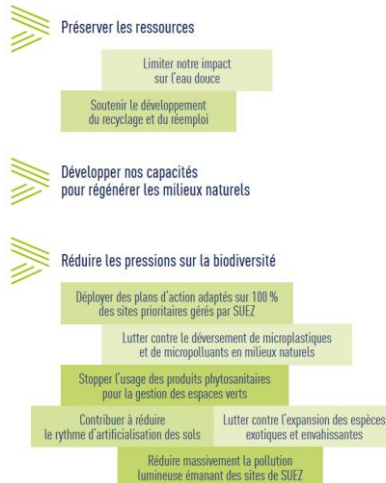 Préserver les ressources
Limiter notre impact
sur l'eau douce
Soutenir le développement
du recyclage et du réemploi
Développer nos capacités
pour régénérer les milieux naturels
Réduire les pressions sur la biodiversité
Déployer des plans d'action adaptés sur 100 %
des sites prioritaires gérés par SUEZ
Lutter contre le déversement de microplastiques
et de micropolluants en milieux naturels
Stopper l'usage des produits phytosanitaires
pour la gestion des espaces verts
Contribuer à réduire
le rythme d'artificialisation des sols
Lutter contre l'expansion des espèces
exotiques et envahissantes
Réduire massivement la pollution
lumineuse émanant des sites de SUEZ